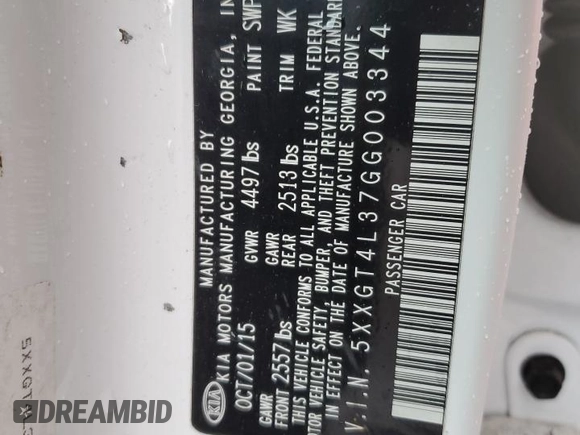 MANUFACTURED BY
KIA KIA MOTORS MANUFACTURING GEORGIA, IN
OCT/01/15 GVWR 4497 lbs PAINT SWP
GAWR GAWR
FRONT 2557 lbs REAR 2513 lbs TRIM WK
THIS VEHICLE CONFORMS TO ALL APPLICABLE U.S.A. FEDERAL
MOTOR VEHICLE SAFETY, BUMPER, AND THEFT PREVENTION STANDARD
IN EFFECT ON THE DATE OF MANUFACTURE SHOWN ABOVE.
V.I.N. 5XXGT4L37GG003344
PASSENGER CAR
DREAMBID